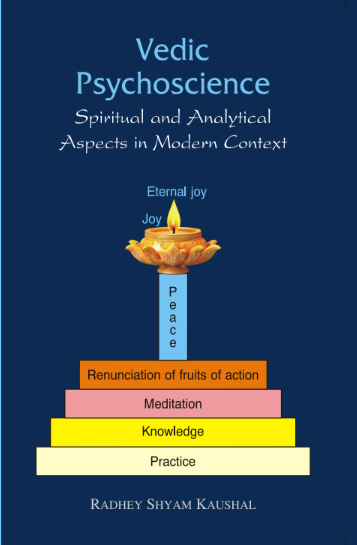 Vedic
Psychoscience
Spiritual and Analytical
Aspects in Modern Context
Eternal joy
Joy
Peace
Renunciation of fruits of action
Meditation
Knowledge
Practice
RADHEY SHYAM KAUSHAL